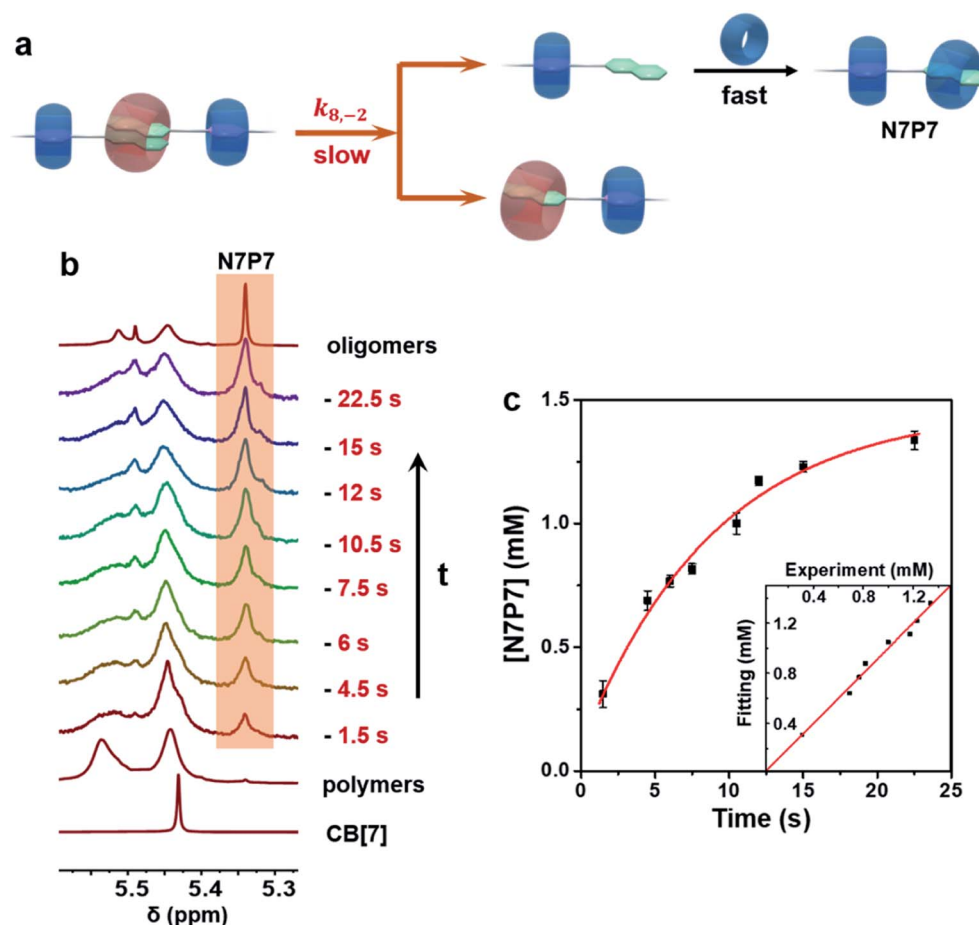 a
k8,−2
slow
fast
N7P7
b
N7P7
oligomers
- 22.5 s
- 15 s
- 12 s
- 10.5 s
- 7.5 s
- 6 s
- 4.5 s
- 1.5 s
t
polymers
CB[7]
5.5 5.4 5.3
δ (ppm)
c
1.5
1.0
0.5
0.0
[N7P7] (mM)
0 5 10 15 20 25
Time (s)
Experiment (mM)
0.4 0.8 1.2
1.2
0.8
0.4
Fitting (mM)